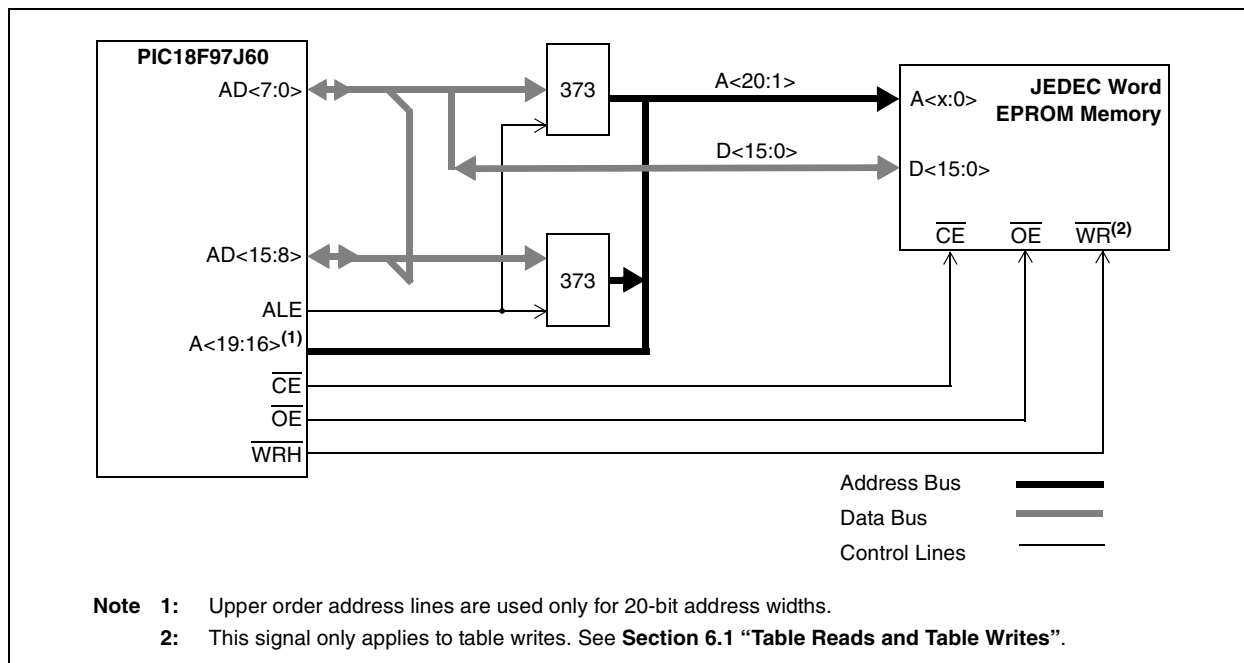 PIC18F97J60
AD<7:0>
373
A<20:1>
A<x:0>
JEDEC Word
EPROM Memory
D<15:0>
D<15:0>
CE OE WR(2)
AD<15:8>
373
ALE
A<19:16>(1)
CE
OE
WRH
Address Bus
Data Bus
Control Lines
Note 1: Upper order address lines are used only for 20-bit address widths.
2: This signal only applies to table writes. See Section 6.1 “Table Reads and Table Writes”.